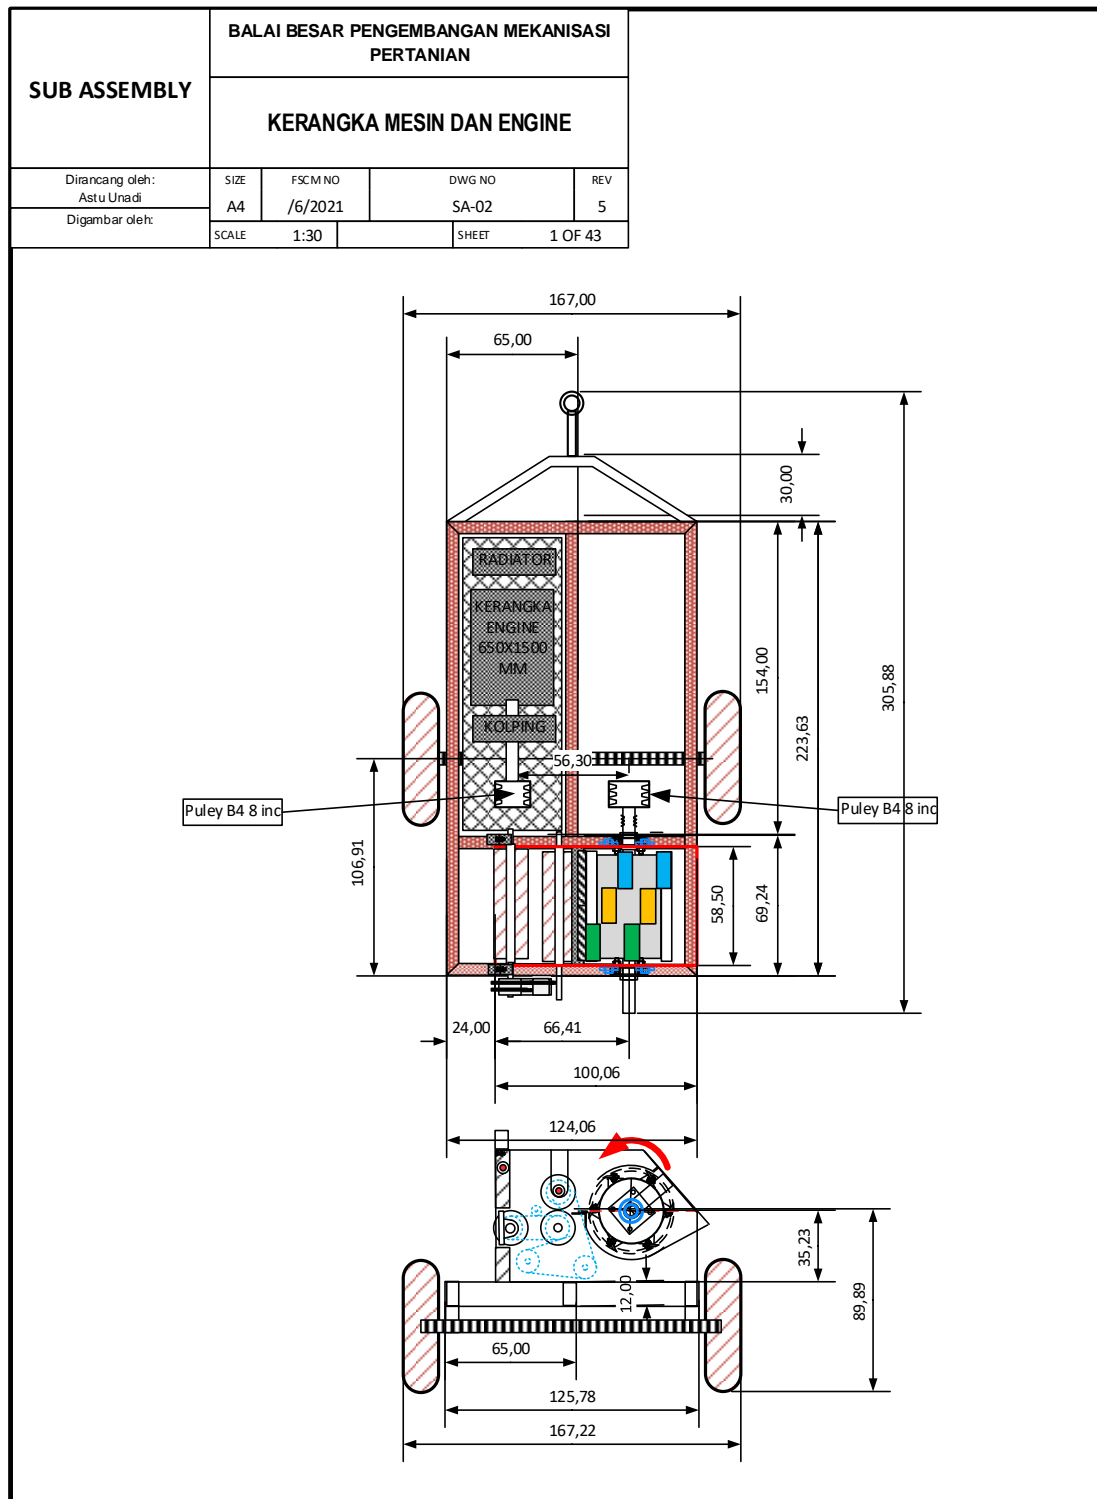 SUB ASSEMBLY
BALAI BESAR PENGEMBANGAN MEKANISASI
PERTANIAN
KERANGKA MESIN DAN ENGINE
Dirancang oleh:
Astu Unadi
Digambar oleh:
SIZE
A4
FSCM NO
/6/2021
DWG NO
SA-02
REV
5
SCALE
1:30
SHEET
1 OF 43
167,00
65,00
30,00
RADIATOR
KERANGKA
ENGINE
650X1500
MM
KOLPING
154,00
223,63
305,88
56,30
Puley B4 8 inc
Puley B4 8 inc
106,91
58,50
69,24
24,00
66,41
100,06
124,06
35,23
89,89
12,00
65,00
125,78
167,22